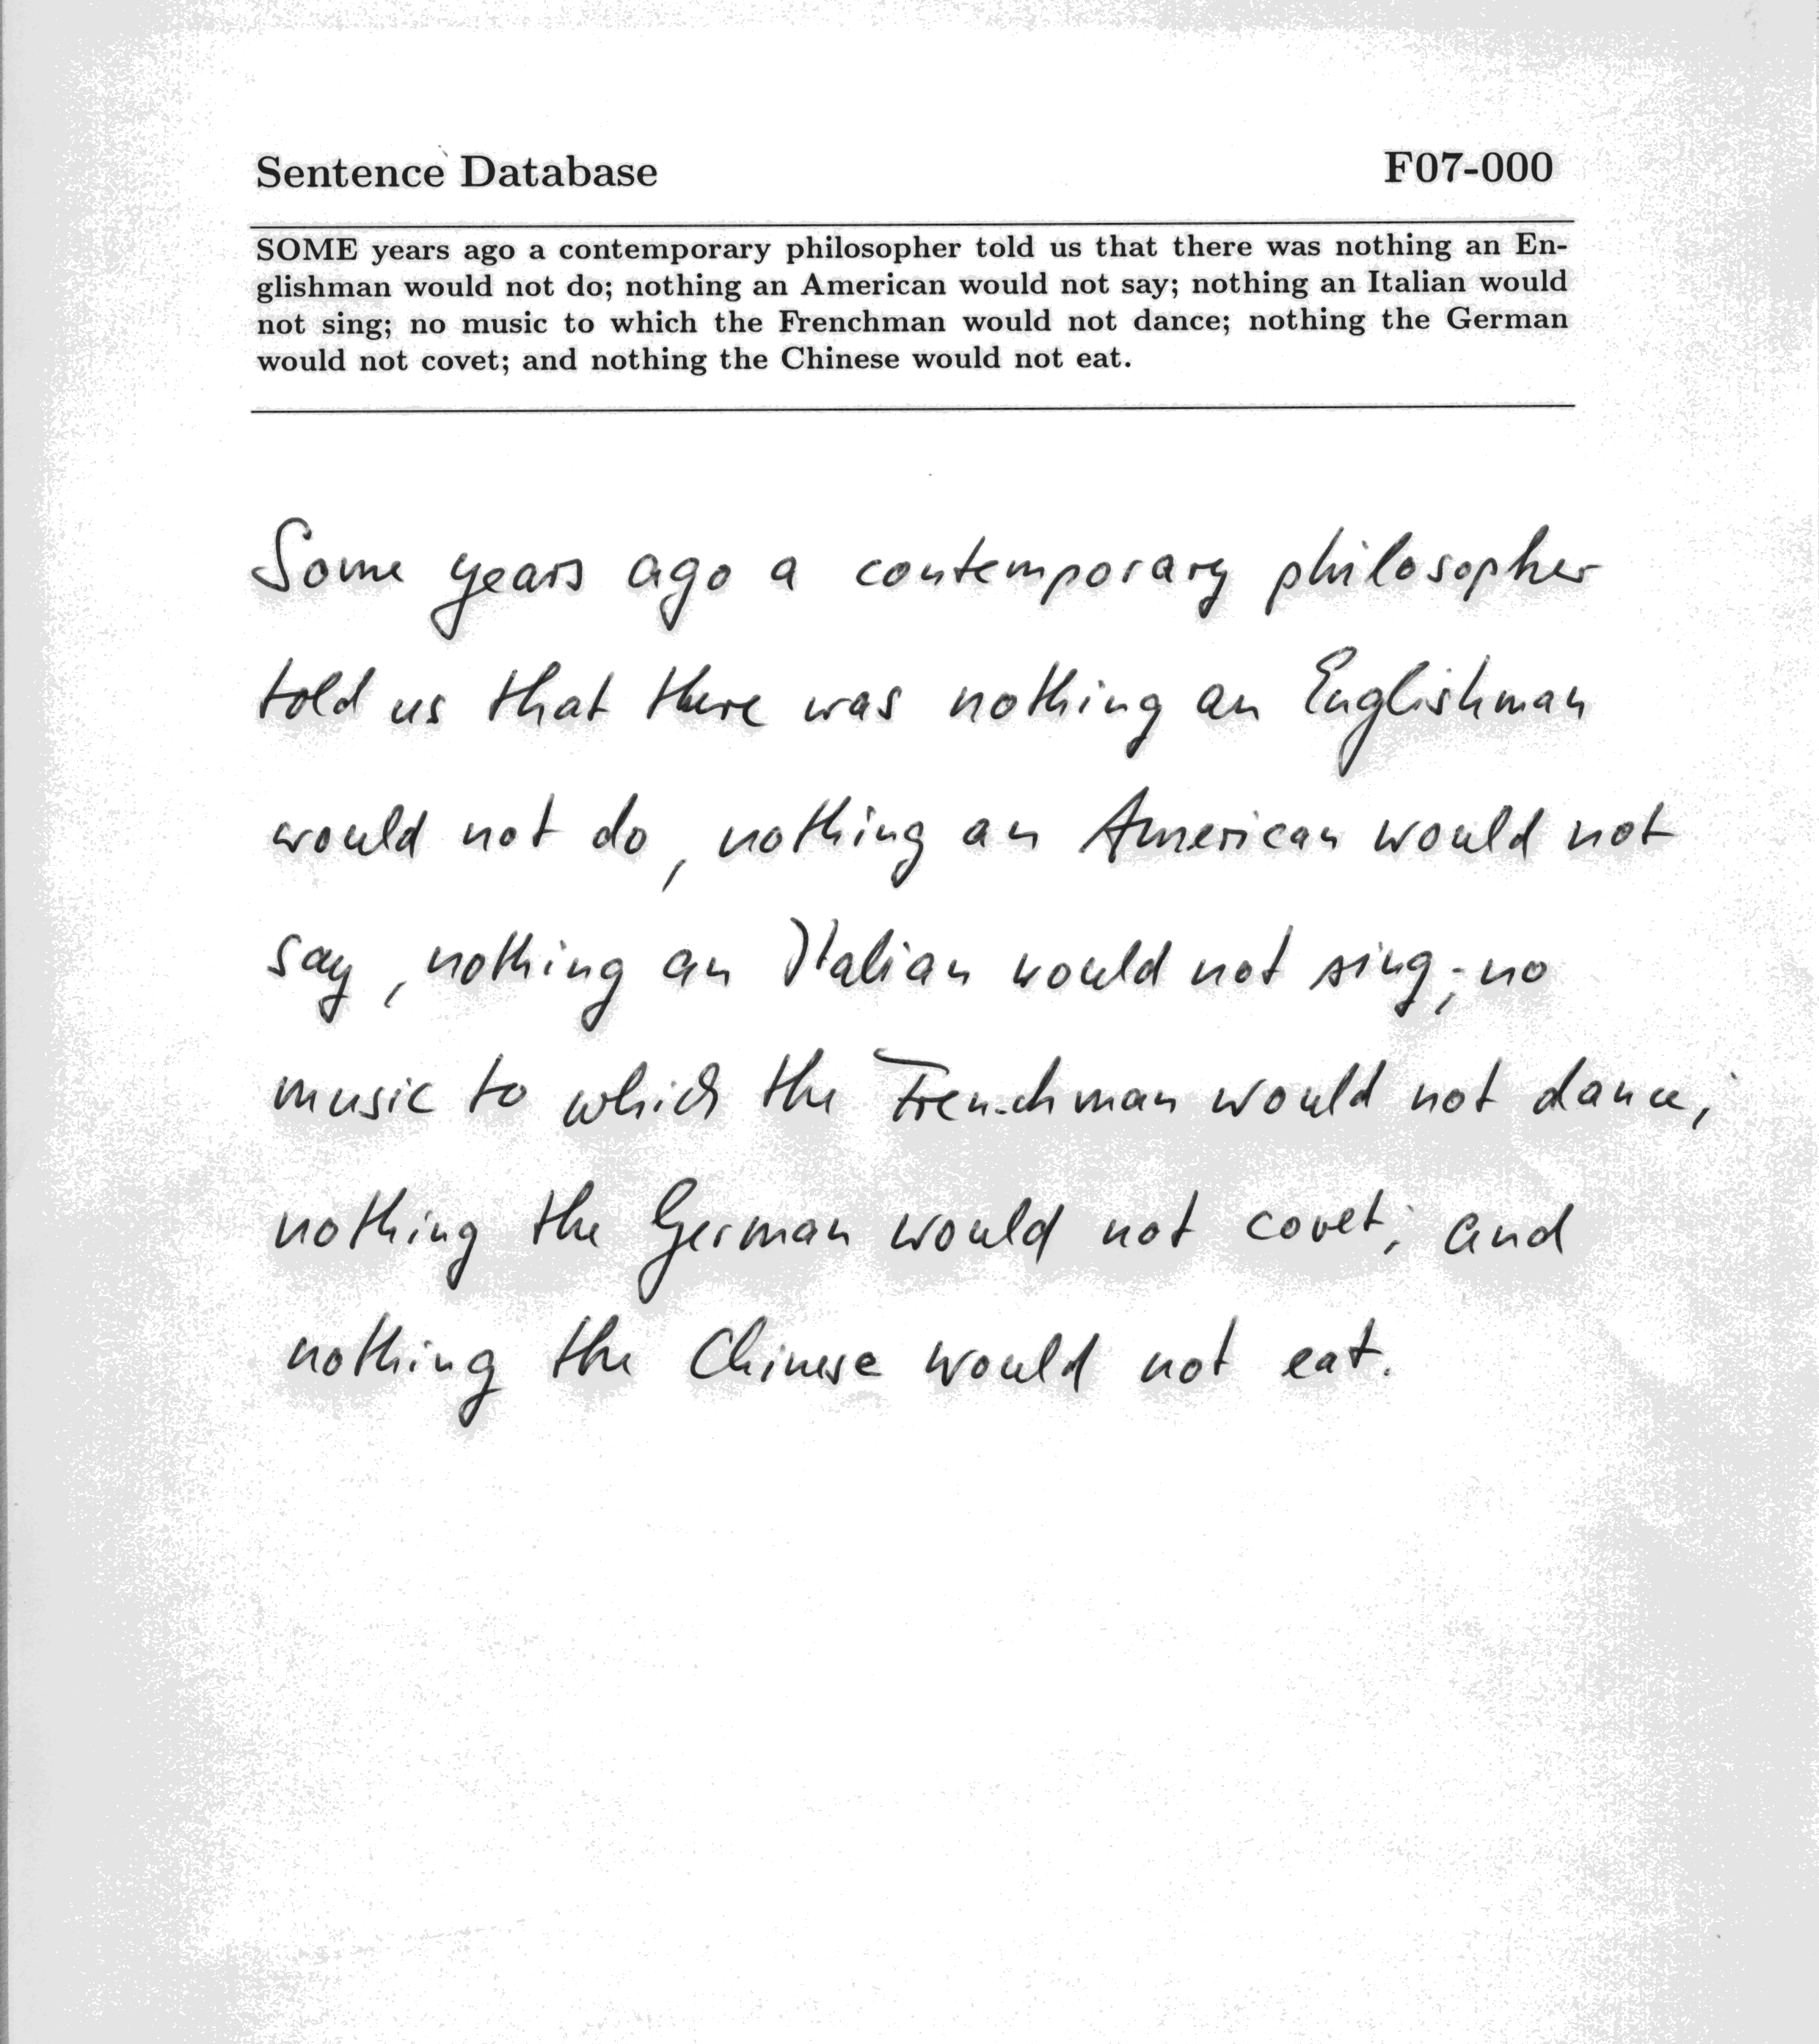 Sentence Database F07-000
SOME years ago a contemporary philosopher told us that there was nothing an En-
glishman would not do; nothing an American would not say; nothing an Italian would
not sing; no music to which the Frenchman would not dance; nothing the German
would not covet; and nothing the Chinese would not eat.
Some years ago a contemporary philosopher
told us that there was nothing an Englishman
would not do, nothing an American would not
say, nothing an Italian would not sing; no
music to which the Frenchman would not dance;
nothing the German would not covet; and
nothing the Chinese would not eat.